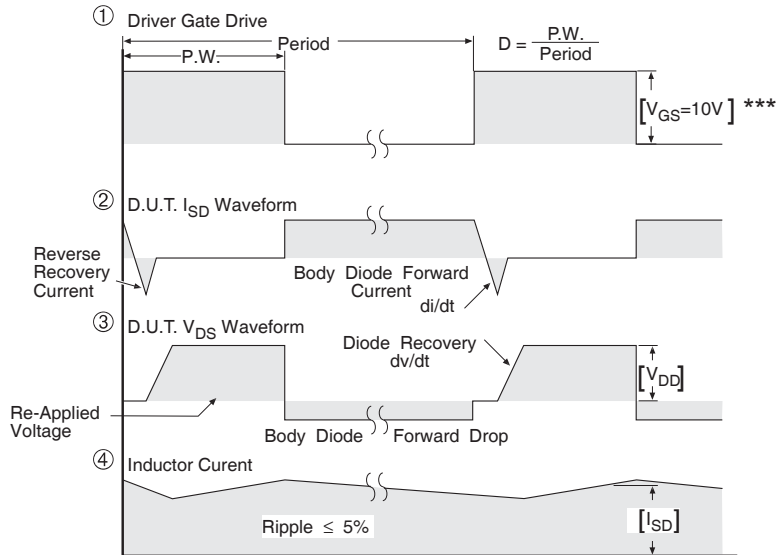 ① Driver Gate Drive
P.W.
Period
D = P.W.
Period
[VGS=10V] ***
② D.U.T. ISD Waveform
Reverse
Recovery
Current
Body Diode Forward
Current
di/dt
③ D.U.T. VDS Waveform
Diode Recovery
dv/dt
[VDD]
Re-Applied
Voltage
Body Diode Forward Drop
④ Inductor Curent
Ripple ≤ 5%
[ISD]